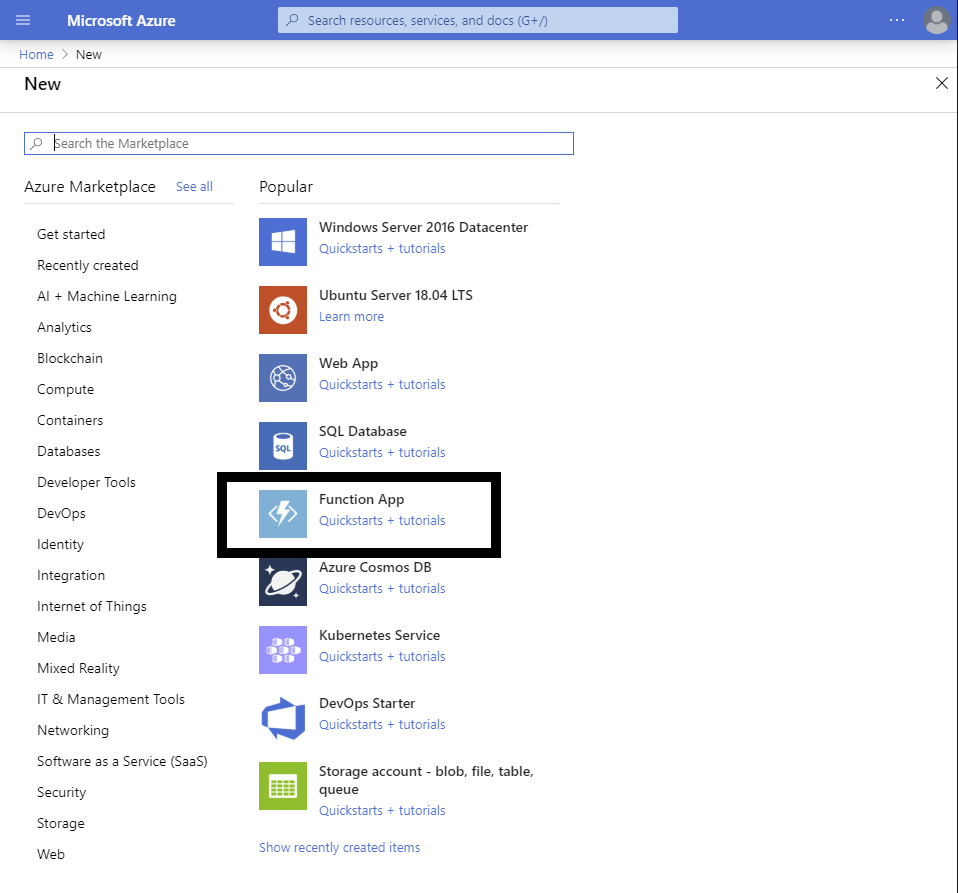 Microsoft Azure
Search resources, services, and docs (G+/)
Home > New
New
Search the Marketplace
Azure Marketplace See all
Get started
Recently created
AI + Machine Learning
Analytics
Blockchain
Compute
Containers
Databases
Developer Tools
DevOps
Identity
Integration
Internet of Things
Media
Mixed Reality
IT & Management Tools
Networking
Software as a Service (SaaS)
Security
Storage
Web
Popular
Windows Server 2016 Datacenter
Quickstarts + tutorials
Ubuntu Server 18.04 LTS
Learn more
Web App
Quickstarts + tutorials
SQL
SQL Database
Quickstarts + tutorials
Function App
Quickstarts + tutorials
Azure Cosmos DB
Quickstarts + tutorials
Kubernetes Service
Quickstarts + tutorials
DevOps Starter
Quickstarts + tutorials
Storage account - blob, file, table,
queue
Quickstarts + tutorials
Show recently created items